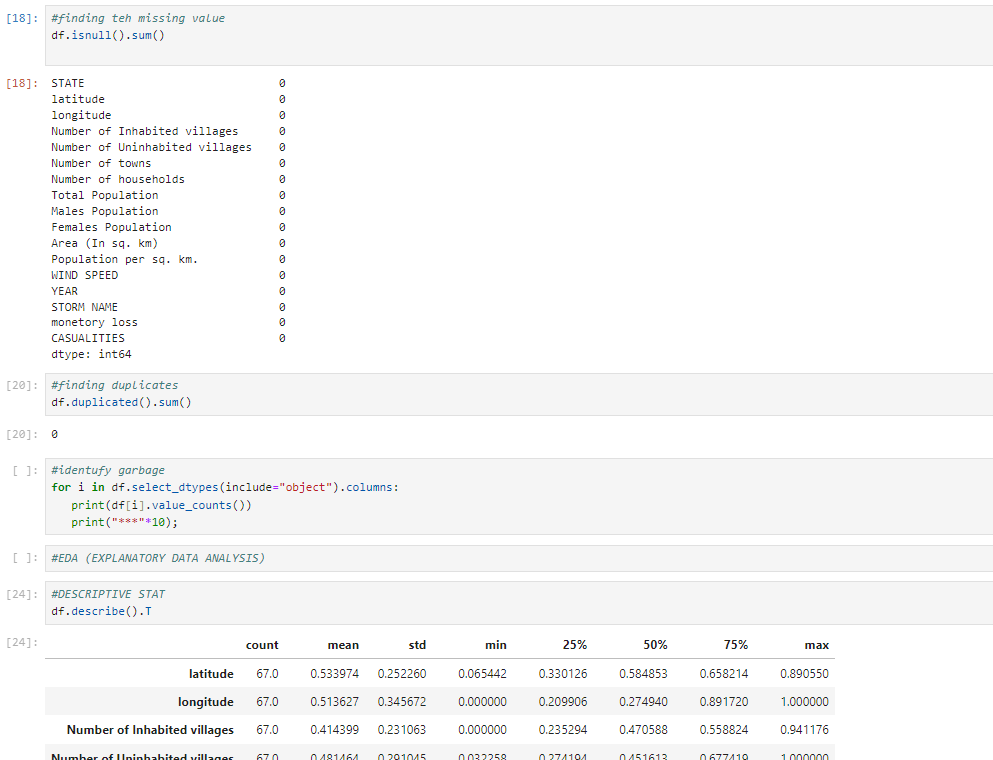 [18]: #finding teh missing value
df.isnull().sum()
[18]: STATE 0
latitude 0
longitude 0
Number of Inhabited villages 0
Number of Uninhabited villages 0
Number of towns 0
Number of households 0
Total Population 0
Males Population 0
Females Population 0
Area (In sq. km) 0
Population per sq. km. 0
WIND SPEED 0
YEAR 0
STORM NAME 0
monetory loss 0
CASUALITIES 0
dtype: int64
[20]: #finding duplicates
df.duplicated().sum()
[20]: 0
[ ]: #identufy garbage
for i in df.select_dtypes(include="object").columns:
print(df[i].value_counts())
print("***"*10);
[ ]: #EDA (EXPLANATORY DATA ANALYSIS)
[24]: #DESCRIPTIVE STAT
df.describe().T
[24]: count mean std min 25% 50% 75% max
latitude 67.0 0.533974 0.252260 0.065442 0.330126 0.584853 0.658214 0.890550
longitude 67.0 0.513627 0.345672 0.000000 0.209906 0.274940 0.891720 1.000000
Number of Inhabited villages 67.0 0.414399 0.231063 0.000000 0.235294 0.470588 0.558824 0.941176
Number of Uninhabited villages 67.0 0.481464 0.291045 0.032258 0.274194 0.451613 0.677419 1.000000